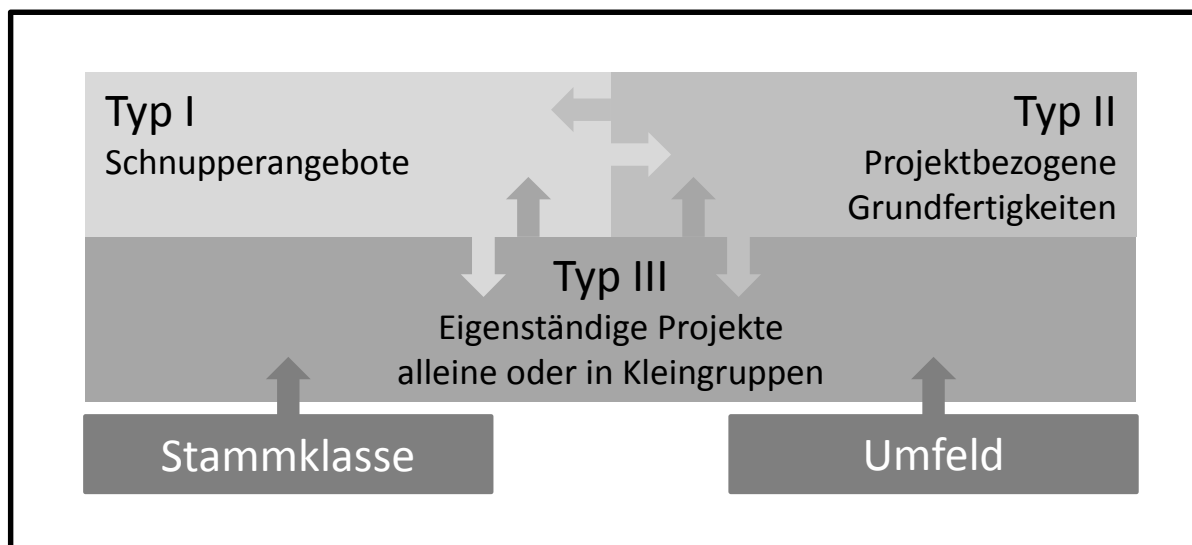 Typ I
Schnupperangebote
Typ II
Projektbezogene
Grundfertigkeiten
Typ III
Eigenständige Projekte
alleine oder in Kleingruppen
Stammklasse
Umfeld